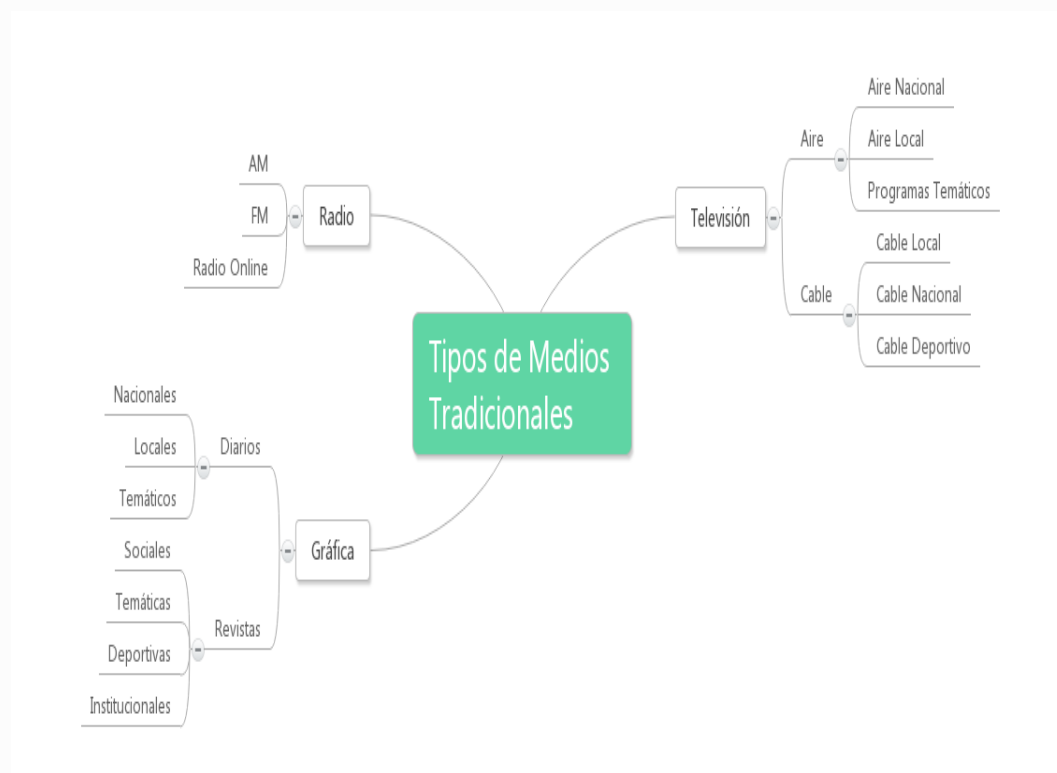 Tipos de Medios
Tradicionales
Radio
AM
FM
Radio Online
Televisión
Aire
Aire Nacional
Aire Local
Programas Temáticos
Cable
Cable Local
Cable Nacional
Cable Deportivo
Gráfica
Diarios
Nacionales
Locales
Temáticos
Revistas
Sociales
Temáticas
Deportivas
Institucionales